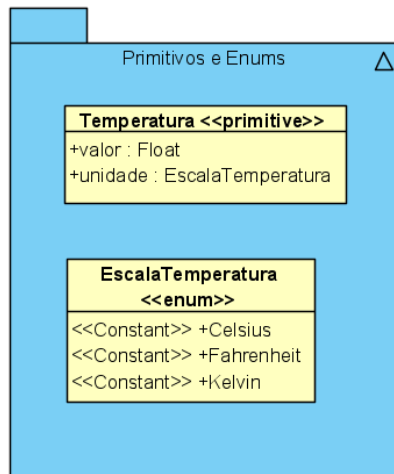 Primitivos e Enums
Temperatura <<primitive>>
+valor : Float
+unidade : EscalaTemperatura
EscalaTemperatura
<<enum>>
<<Constant>> +Celsius
<<Constant>> +Fahrenheit
<<Constant>> +Kelvin